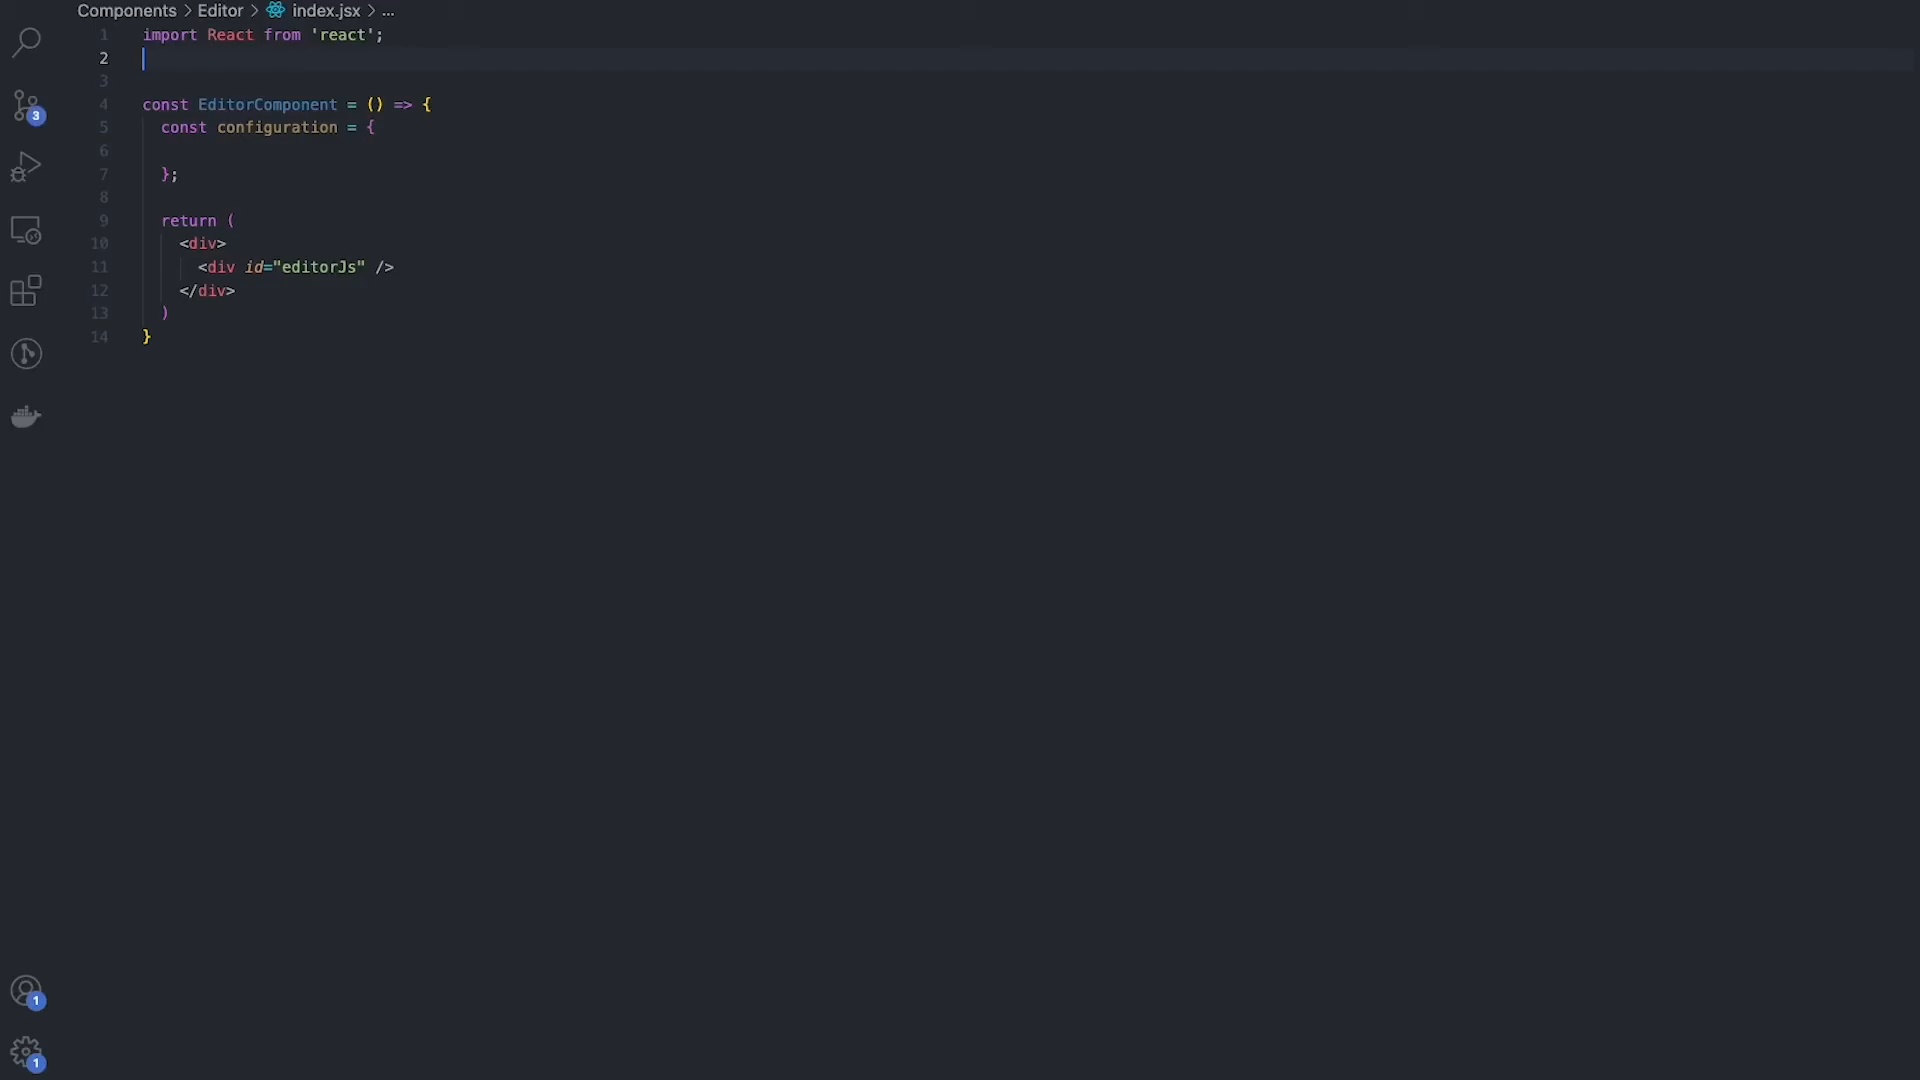 Components > Editor > index.jsx > ...
1 import React from 'react';
2
3
4 const EditorComponent = () => {
5 const configuration = {
6
7 };
8
9 return (
10 <div>
11 <div id="editorJs" />
12 </div>
13 )
14 }
3
1
1